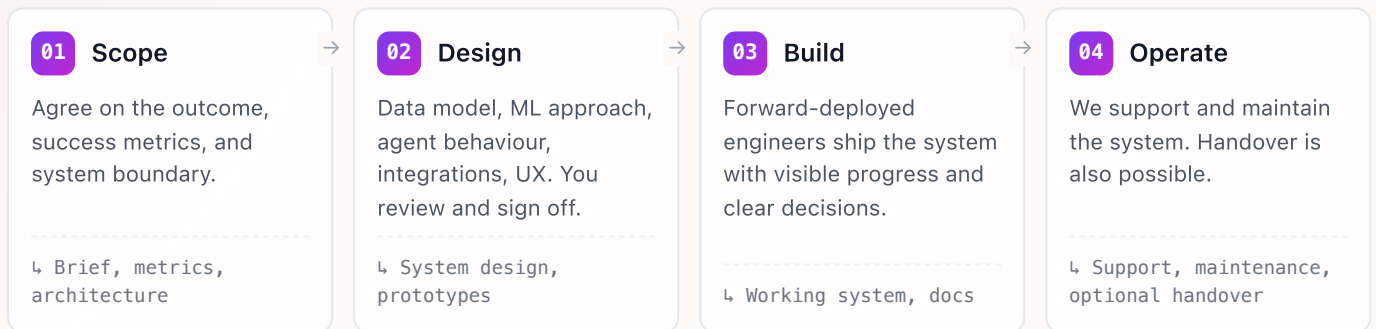 01 Scope
Agree on the outcome,
success metrics, and
system boundary.
↳ Brief, metrics,
architecture
→
02 Design
Data model, ML approach,
agent behaviour,
integrations, UX. You
review and sign off.
↳ System design,
prototypes
→
03 Build
Forward-deployed
engineers ship the system
with visible progress and
clear decisions.
↳ Working system, docs
→
04 Operate
We support and maintain
the system. Handover is
also possible.
↳ Support, maintenance,
optional handover